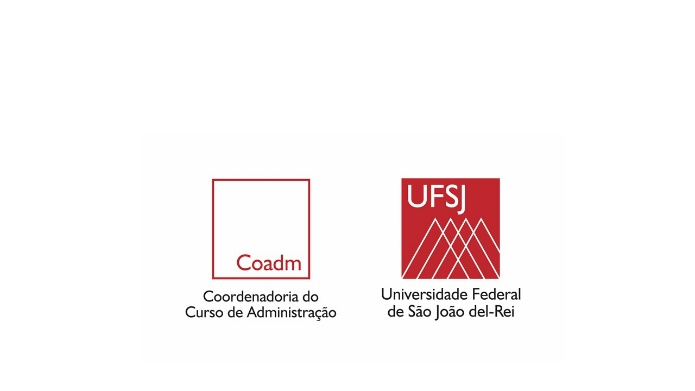 Coadm
Coordenadoria do
Curso de Administração
UFSJ
Universidade Federal
de São João del-Rei